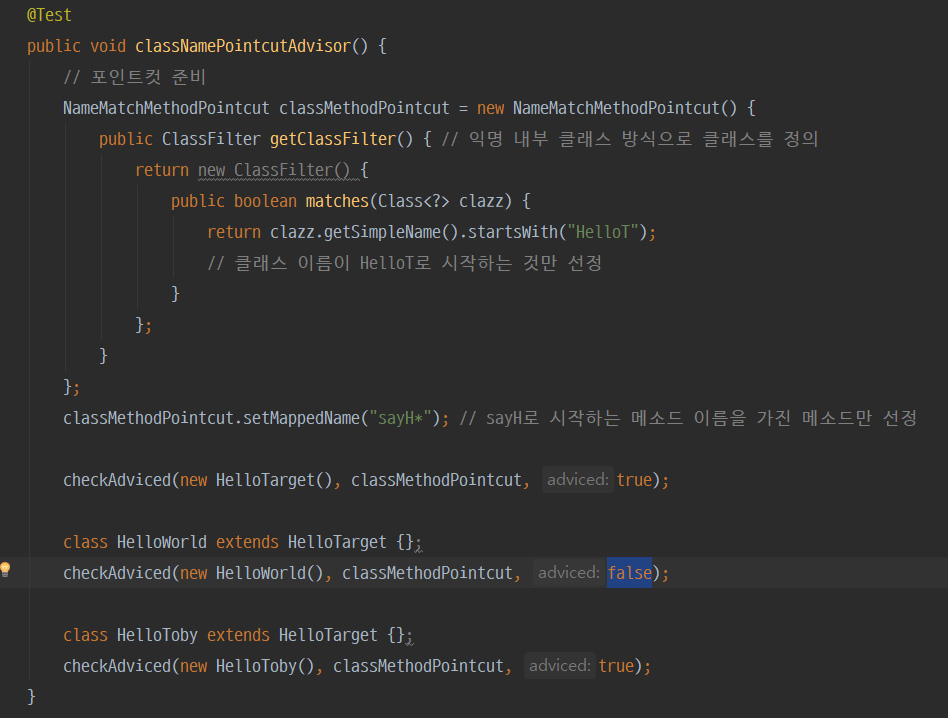 @Test
public void classNamePointcutAdvisor() {
// 포인트컷 준비
NameMatchMethodPointcut classMethodPointcut = new NameMatchMethodPointcut() {
public ClassFilter getClassFilter() { // 익명 내부 클래스 방식으로 클래스를 정의
return new ClassFilter() {
public boolean matches(Class<?> clazz) {
return clazz.getSimpleName().startsWith("HelloT");
// 클래스 이름이 HelloT로 시작하는 것만 선정
}
};
}
};
classMethodPointcut.setMappedName("sayH*"); // sayH로 시작하는 메소드 이름을 가진 메소드만 선정
checkAdviced(new HelloTarget(), classMethodPointcut, adviced: true);
class HelloWorld extends HelloTarget {};
checkAdviced(new HelloWorld(), classMethodPointcut, adviced: false);
class HelloToby extends HelloTarget {};
checkAdviced(new HelloToby(), classMethodPointcut, adviced: true);
}